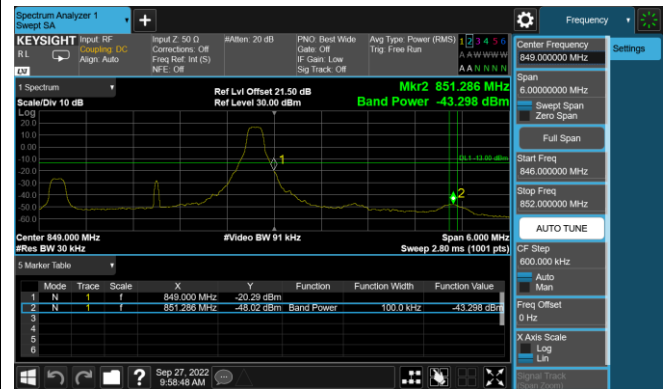 Spectrum Analyzer 1
Swept SA
+
Frequency
KEYSIGHT
RL
LXI
Input: RF
Coupling: DC
Align: Auto
Input Z: 50 Ω
Corrections: Off
Freq Ref: Int (S)
NFE: Off
#Atten: 20 dB
PNO: Best Wide
Gate: Off
IF Gain: Low
Sig Track: Off
Avg Type: Power (RMS)
Trig: Free Run
1 2 3 4 5 6
A A W W W W
A A N N N N
1 Spectrum
Scale/Div 10 dB
Ref Lvl Offset 21.50 dB
Ref Level 30.00 dBm
Mkr2 851.286 MHz
Band Power -43.298 dBm
Log
20.0
10.0
0.00
-10.0
-20.0
-30.0
-40.0
-50.0
-60.0
1
2
DL1 -13.00 dBm
Center 849.000 MHz
#Res BW 30 kHz
#Video BW 91 kHz
Span 6.000 MHz
Sweep 2.80 ms (1001 pts)
5 Marker Table
Mode Trace Scale X Y Function Function Width Function Value
1 N 1 f 849.000 MHz -20.29 dBm
2 N 1 f 851.286 MHz -48.02 dBm Band Power 100.0 kHz -43.298 dBm
3
4
5
6
?
Sep 27, 2022
9:58:48 AM
Center Frequency
849.000000 MHz
Settings
Span
6.00000000 MHz
Swept Span
Zero Span
Full Span
Start Freq
846.000000 MHz
Stop Freq
852.000000 MHz
AUTO TUNE
CF Step
600.000 kHz
Auto
Man
Freq Offset
0 Hz
X Axis Scale
Log
Lin
Signal Track
(Span Zoom)